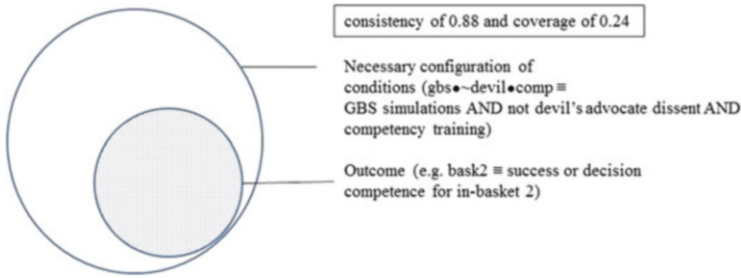 consistency of 0.88 and coverage of 0.24
Necessary configuration of
conditions (gbs●~devil●comp ≡
GBS simulations AND not devil's advocate dissent AND
competency training)
Outcome (e.g. bask2 ≡ success or decision
competence for in-basket 2)